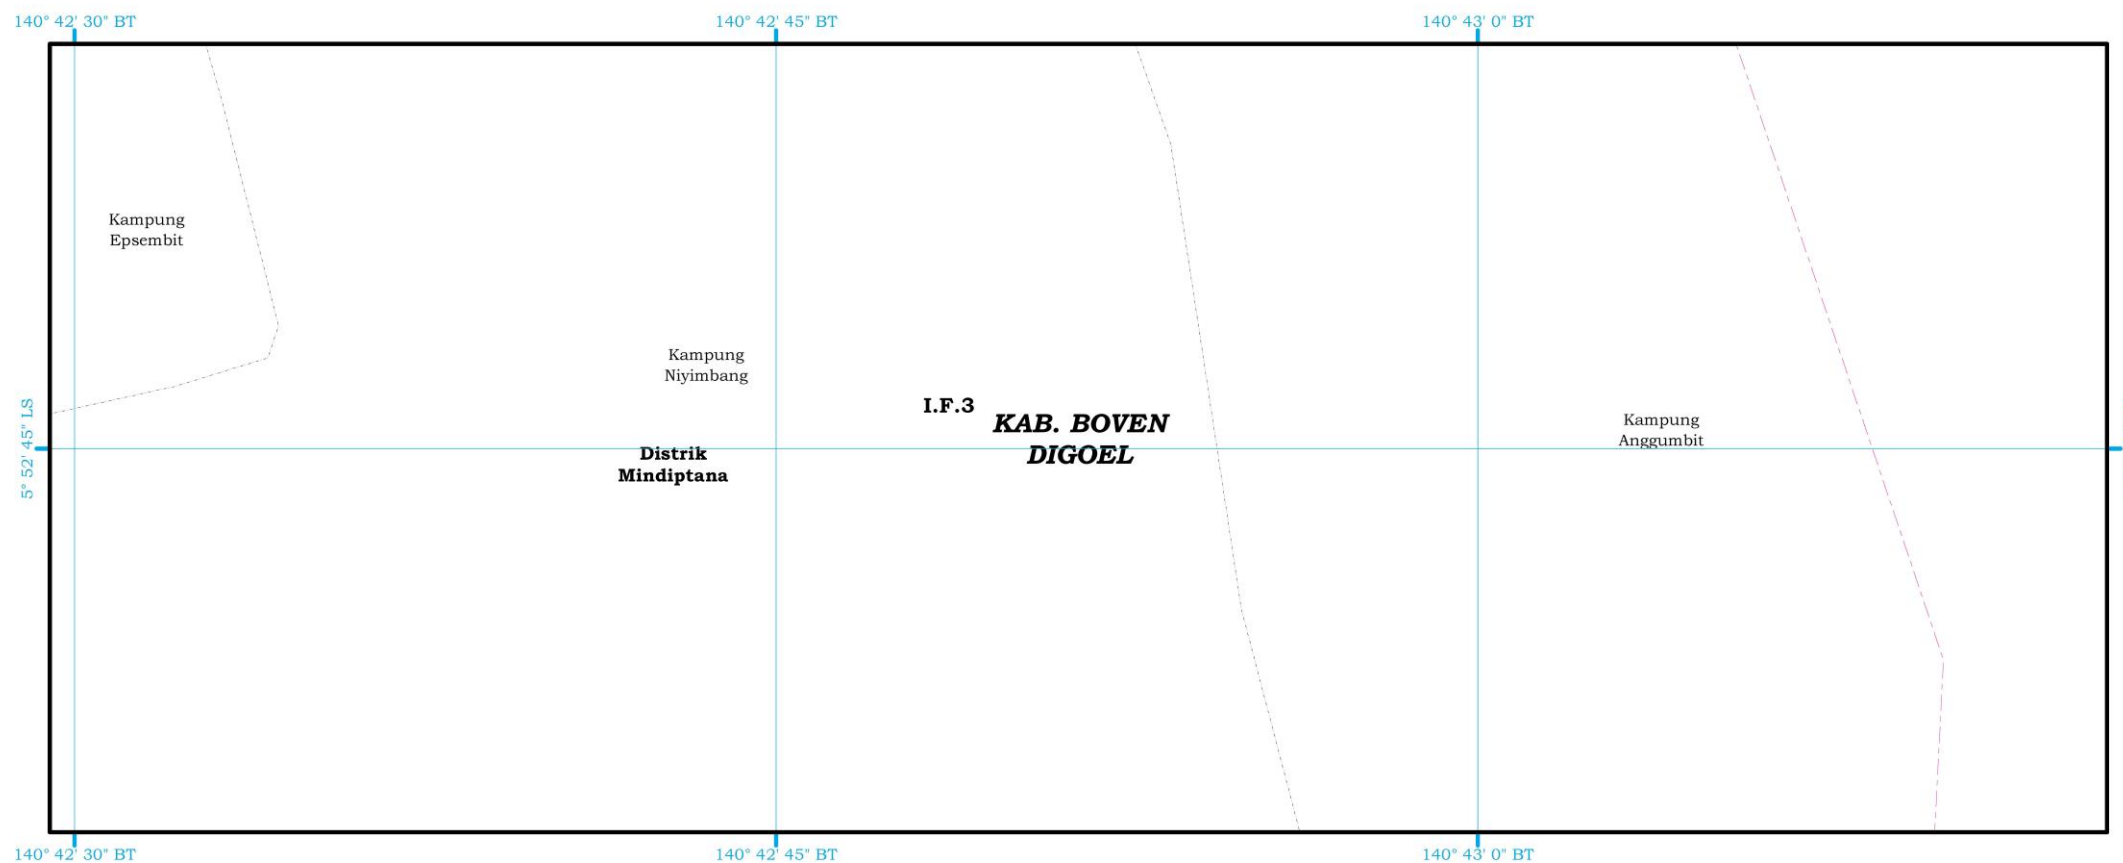 140° 42' 30" BT
140° 42' 45" BT
140° 43' 0" BT
Kampung
Epsembit
Kampung
Niyimbang
I.F.3
KAB. BOVEN
DIGOEL
Kampung
Anggumbit
5° 52' 45" LS
Distrik
Mindiptana
140° 42' 30" BT
140° 42' 45" BT
140° 43' 0" BT